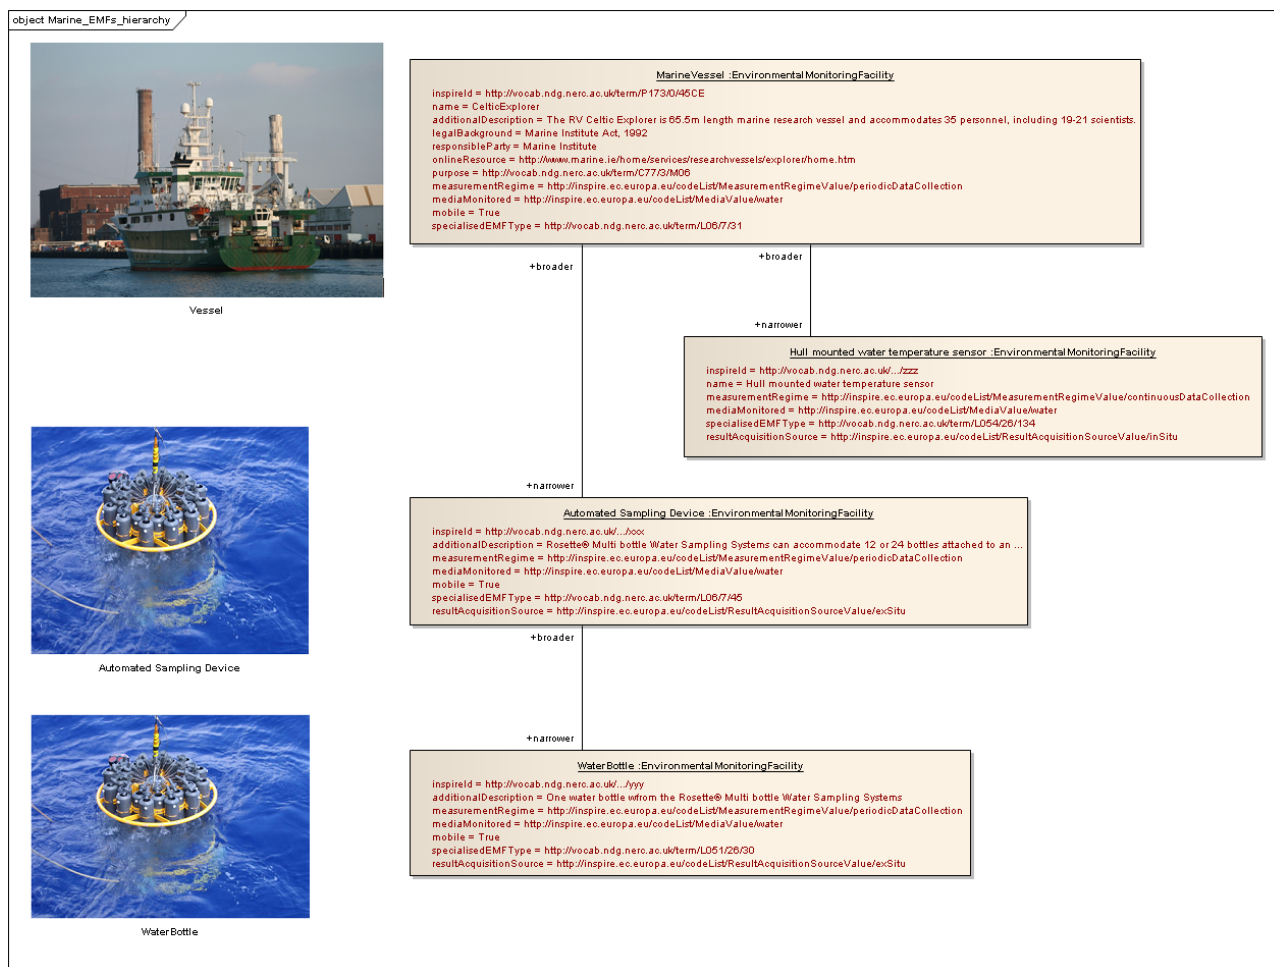 object Marine_EMFs_hierarchy
Vessel
MarineVessel :EnvironmentalMonitoringFacility
inspireId = http://vocab.ndg.nerc.ac.uk/term/P173/0/45CE
name = CelticExplorer
additionalDescription = The RV Celtic Explorer is 65.5m length marine research vessel and accommodates 35 personnel, including 19-21 scientists.
legalBackground = Marine Institute Act, 1992
responsibleParty = Marine Institute
onlineResource = http://www.marine.ie/home/services/researchvessels/explorer/home.htm
purpose = http://vocab.ndg.nerc.ac.uk/term/C77/3/M06
measurementRegime = http://inspire.ec.europa.eu/codeList/MeasurementRegimeValue/periodicDataCollection
mediaMonitored = http://inspire.ec.europa.eu/codeList/MediaValue/water
mobile = True
specialisedEMFType = http://vocab.ndg.nerc.ac.uk/term/L06/7/31
+broader
+broader
+narrower
Hull mounted water temperature sensor :EnvironmentalMonitoringFacility
inspireId = http://vocab.ndg.nerc.ac.uk/.../zzz
name = Hull mounted water temperature sensor
measurementRegime = http://inspire.ec.europa.eu/codeList/MeasurementRegimeValue/continuousDataCollection
mediaMonitored = http://inspire.ec.europa.eu/codeList/MediaValue/water
specialisedEMFType = http://vocab.ndg.nerc.ac.uk/term/L054/26/134
resultAcquisitionSource = http://inspire.ec.europa.eu/codeList/ResultAcquisitionSourceValue/inSitu
+narrower
Automated Sampling Device
Automated Sampling Device :EnvironmentalMonitoringFacility
inspireId = http://vocab.ndg.nerc.ac.uk/.../xxx
additionalDescription = Rosette® Multi bottle Water Sampling Systems can accommodate 12 or 24 bottles attached to an ...
measurementRegime = http://inspire.ec.europa.eu/codeList/MeasurementRegimeValue/periodicDataCollection
mediaMonitored = http://inspire.ec.europa.eu/codeList/MediaValue/water
mobile = True
specialisedEMFType = http://vocab.ndg.nerc.ac.uk/term/L06/7/45
resultAcquisitionSource = http://inspire.ec.europa.eu/codeList/ResultAcquisitionSourceValue/exSitu
+broader
+narrower
WaterBottle
WaterBottle :EnvironmentalMonitoringFacility
inspireId = http://vocab.ndg.nerc.ac.uk/.../yyy
additionalDescription = One water bottle wfrom the Rosette® Multi bottle Water Sampling Systems
measurementRegime = http://inspire.ec.europa.eu/codeList/MeasurementRegimeValue/periodicDataCollection
mediaMonitored = http://inspire.ec.europa.eu/codeList/MediaValue/water
mobile = True
specialisedEMFType = http://vocab.ndg.nerc.ac.uk/term/L051/26/30
resultAcquisitionSource = http://inspire.ec.europa.eu/codeList/ResultAcquisitionSourceValue/exSitu